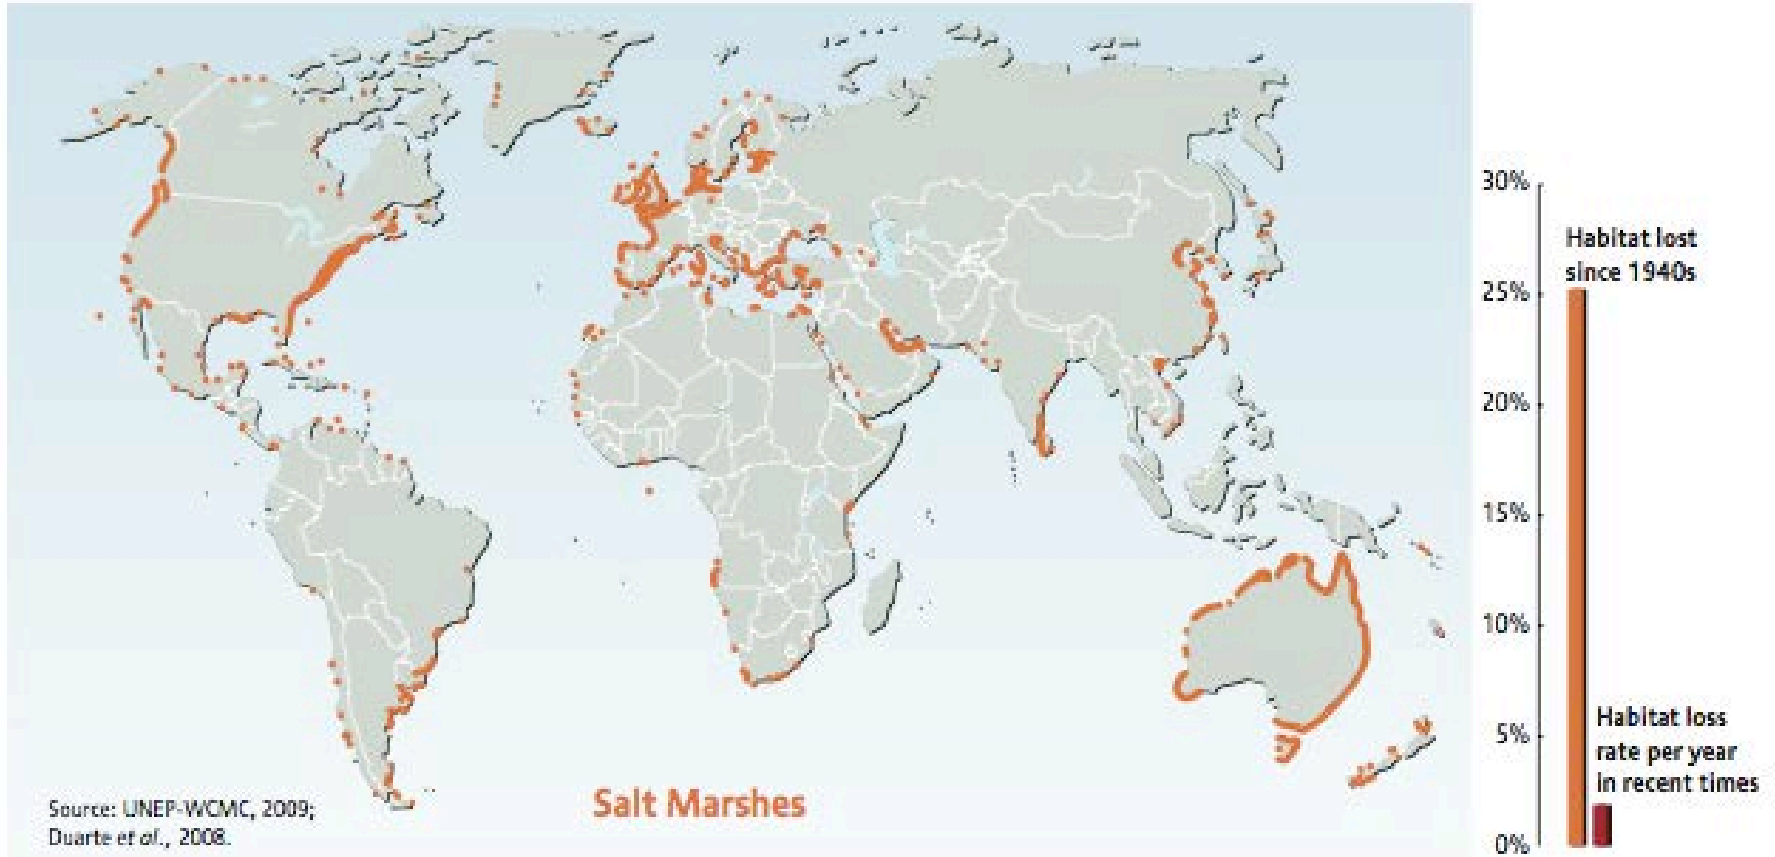 30%
Habitat lost
since 1940s
25%
20%
15%
10%
5%
Habitat loss
rate per year
in recent times
0%
Salt Marshes
Source: UNEP-WCMC, 2009;
Duarte et al., 2008.